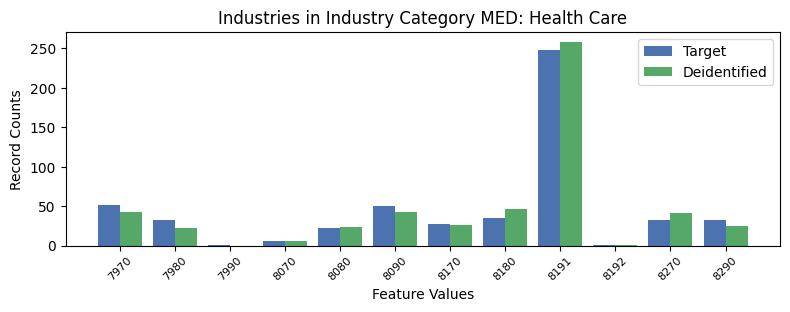 Industries in Industry Category MED: Health Care
Target
Deidentified
Record Counts
250
200
150
100
50
0
7970 7980 7990 8070 8080 8090 8170 8180 8191 8192 8270 8290
Feature Values